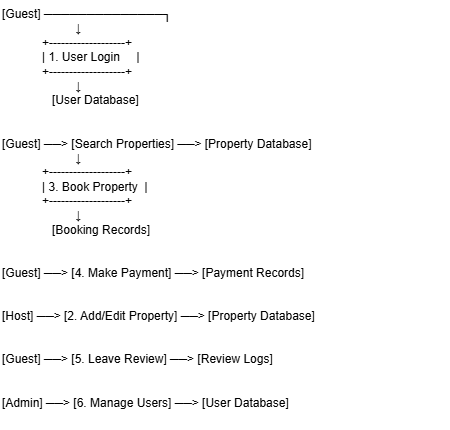 [Guest] ───────────────┐
↓
+-------------------+
| 1. User Login |
+-------------------+
↓
[User Database]
[Guest] ──> [Search Properties] ──> [Property Database]
↓
+-------------------+
| 3. Book Property |
+-------------------+
↓
[Booking Records]
[Guest] ──> [4. Make Payment] ──> [Payment Records]
[Host] ──> [2. Add/Edit Property] ──> [Property Database]
[Guest] ──> [5. Leave Review] ──> [Review Logs]
[Admin] ──> [6. Manage Users] ──> [User Database]